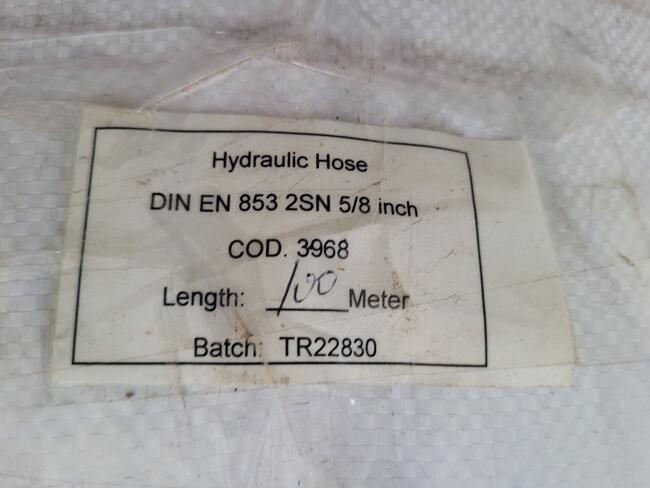 Hydraulic Hose
DIN EN 853 2SN 5/8 inch
COD. 3968
Length: 100 Meter
Batch: TR22830